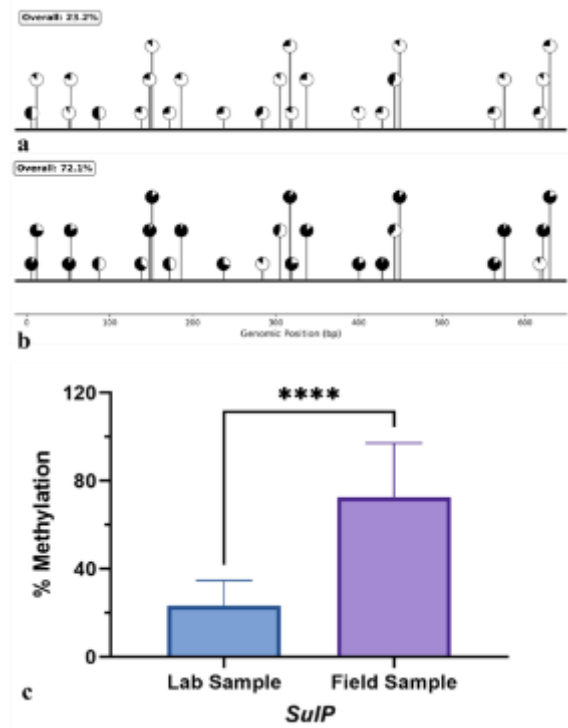 Overall: 23.2%
a
Overall: 72.1%
0 100 200 300 400 500 600
Genomic Position (bp)
b
120
****
80
% Methylation
40
0
Lab Sample Field Sample
c
SulP